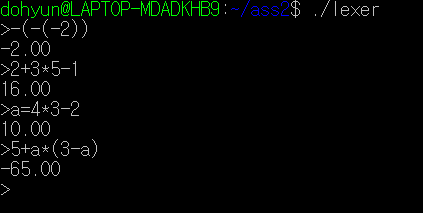 dohyun@LAPTOP-MDADKHB9:~/ass2$ ./lexer
>-(-(-2))
-2.00
>2+3*5-1
16.00
>a=4*3-2
10.00
>5+a*(3-a)
-65.00
>